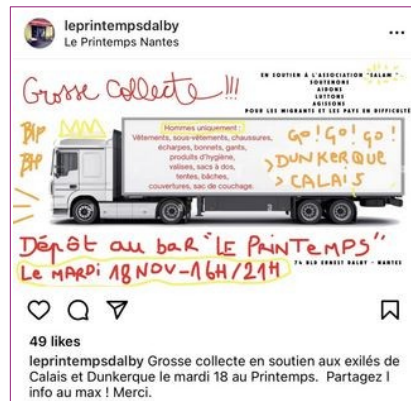 leprintempsdalby
Le Printemps Nantes
EN SOUTIEN À L'ASSOCIATION "SALAM".
SOUTENONS
AIDONS
LUTTONS
AGISSONS
POUR LES MIGRANTS ET LES PAYS EN DIFFICULTÉ
GROSSE COLLECTE !!!
BIP
BIP
Hommes uniquement :
Vêtements, sous-vêtements, chaussures,
écharpes, bonnets, gants,
produits d'hygiène,
valises, sacs à dos,
tentes, bâches,
couvertures, sac de couchage.
GO! GO! GO!
>DUNKERQUE
>CALAIS
Dépôt au baR "LE PRINTEMPS"
Le MARDI 18 NOV-16H/21H
74 BLD ERNEST DALBY - NANTES
49 likes
leprintempsdalby Grosse collecte en soutien aux exilés de
Calais et Dunkerque le mardi 18 au Printemps. Partagez l
info au max ! Merci.